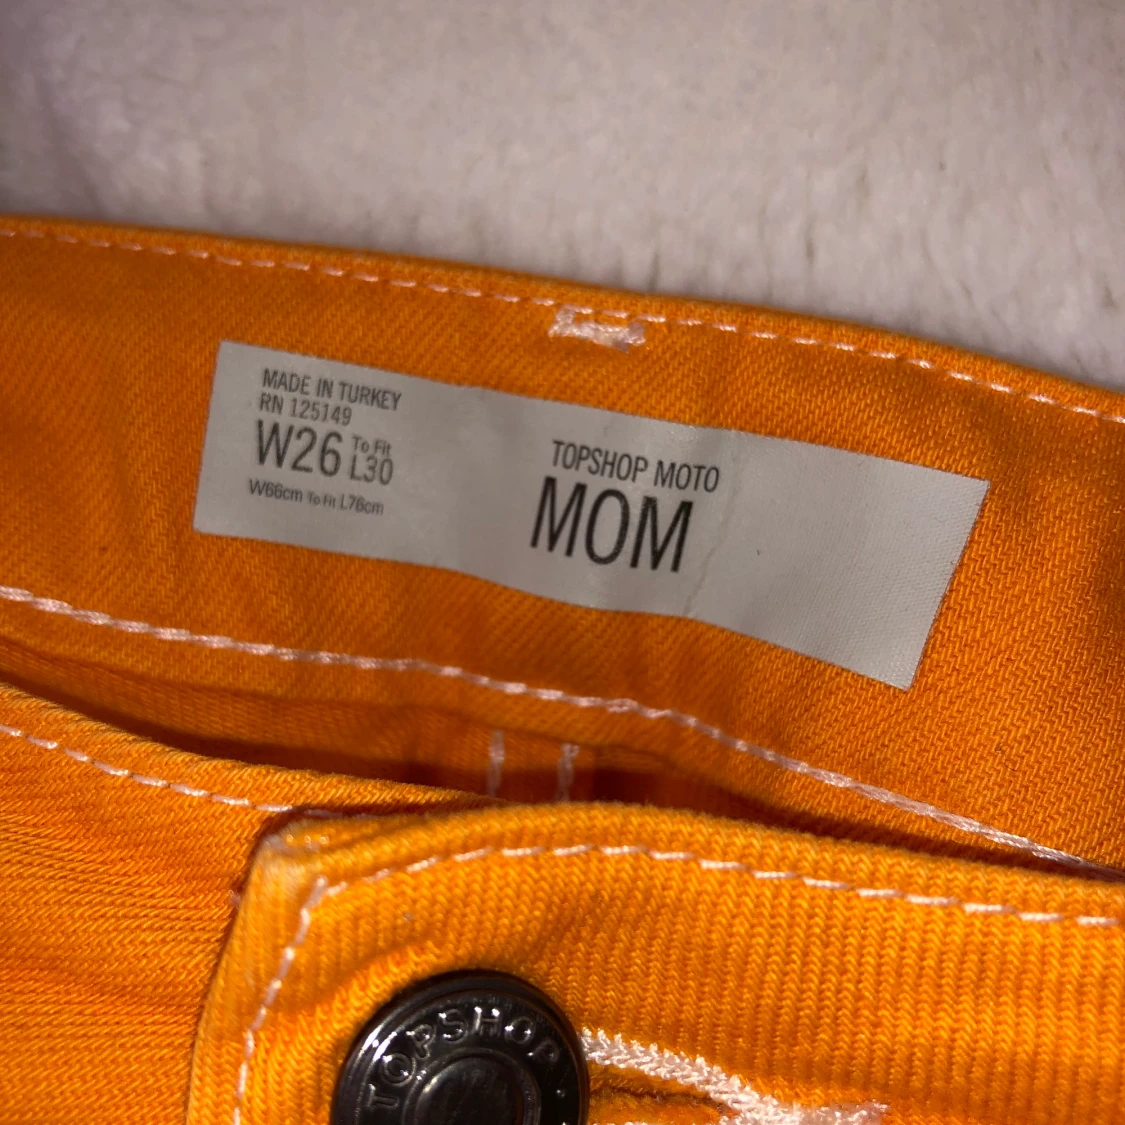 MADE IN TURKEY
RN 125149
W26 To Fit L30
W66cm To Fit L76cm
TOPSHOP MOTO
MOM
TOPSHOP